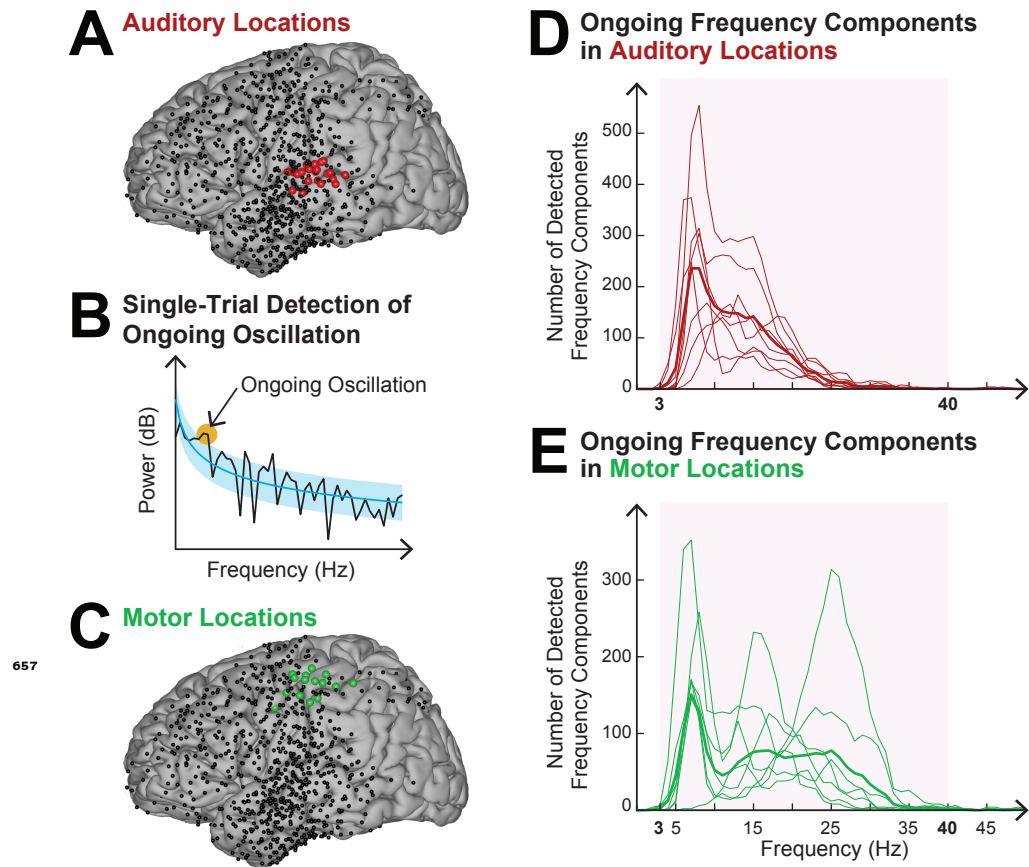 A Auditory Locations
B Single-Trial Detection of
Ongoing Oscillation
Ongoing Oscillation
Power (dB)
Frequency (Hz)
C Motor Locations
657
D Ongoing Frequency Components
in Auditory Locations
Number of Detected
Frequency Components
500
400
300
200
100
0
3
40
E Ongoing Frequency Components
in Motor Locations
Number of Detected
Frequency Components
300
200
100
0
3 5 15 25 35 40 45
Frequency (Hz)